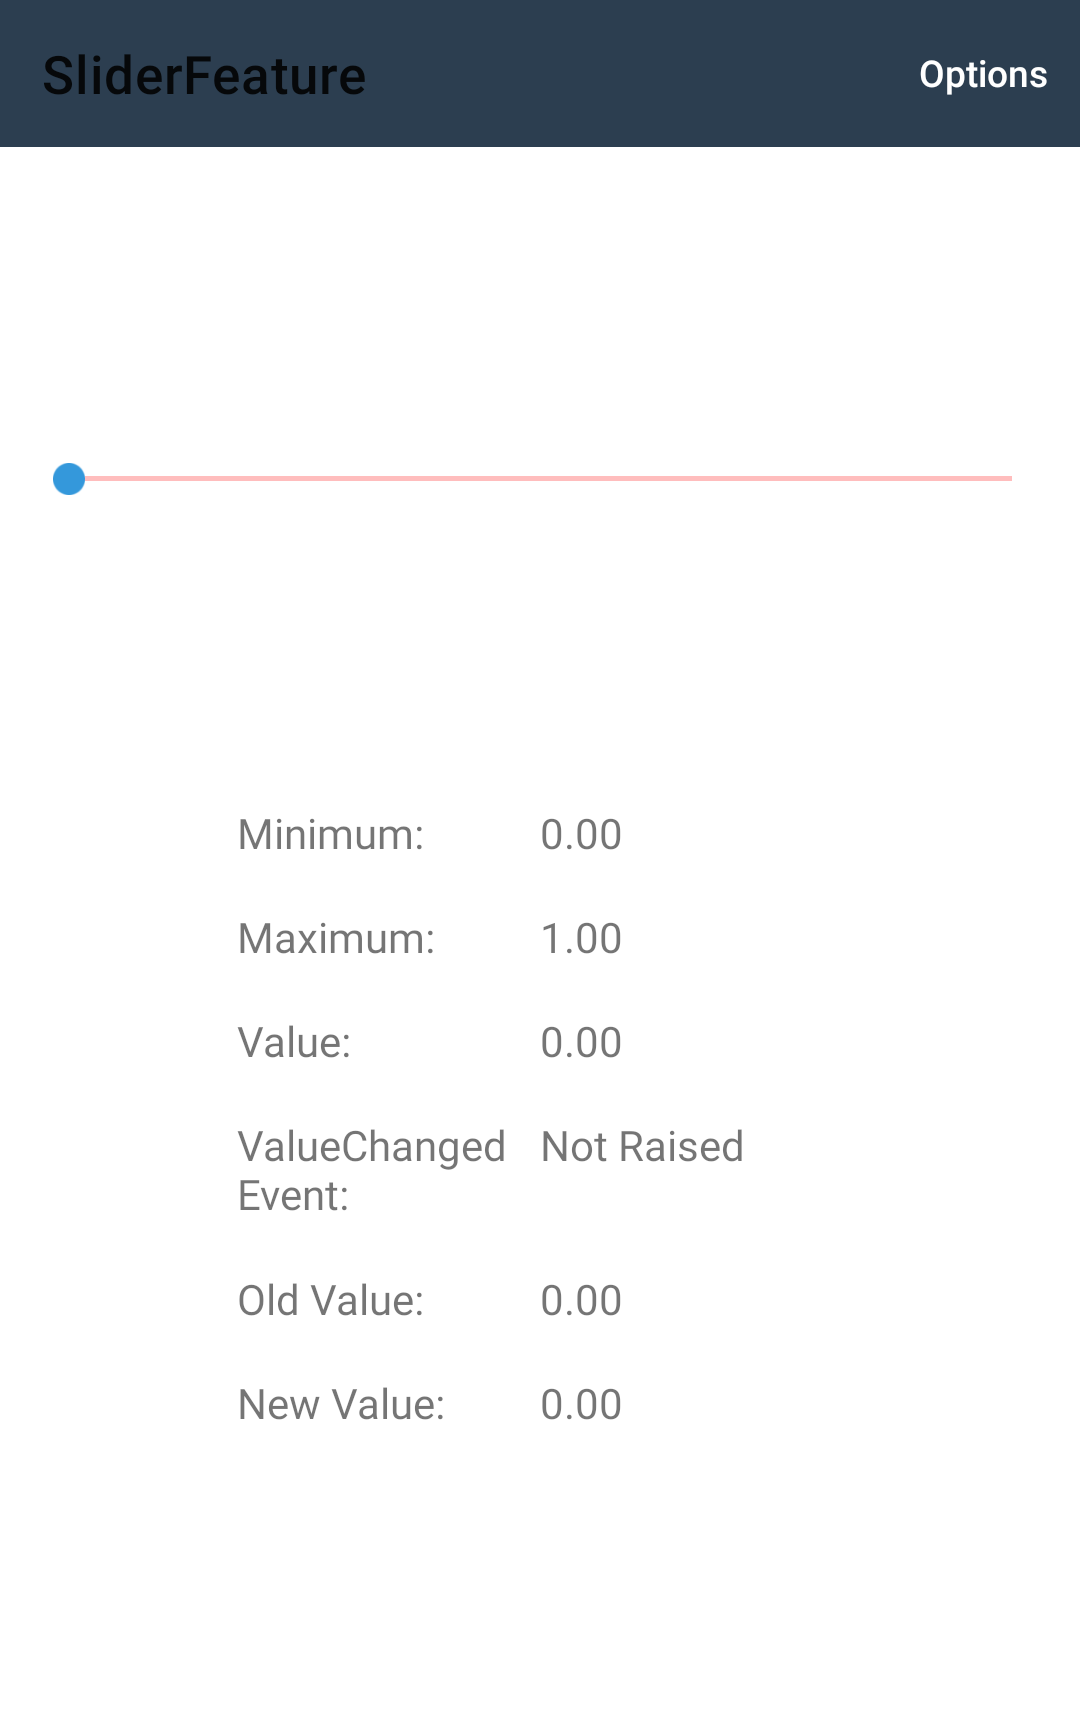 SliderFeature Options
Minimum: 0.00
Maximum: 1.00
Value: 0.00
ValueChanged Not Raised
Event:
Old Value: 0.00
New Value: 0.00